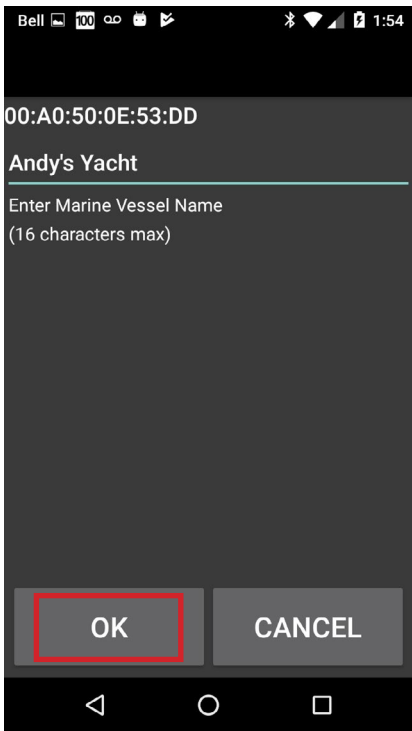 Bell 100 1:54
00:A0:50:0E:53:DD
Andy's Yacht
Enter Marine Vessel Name
(16 characters max)
OK CANCEL